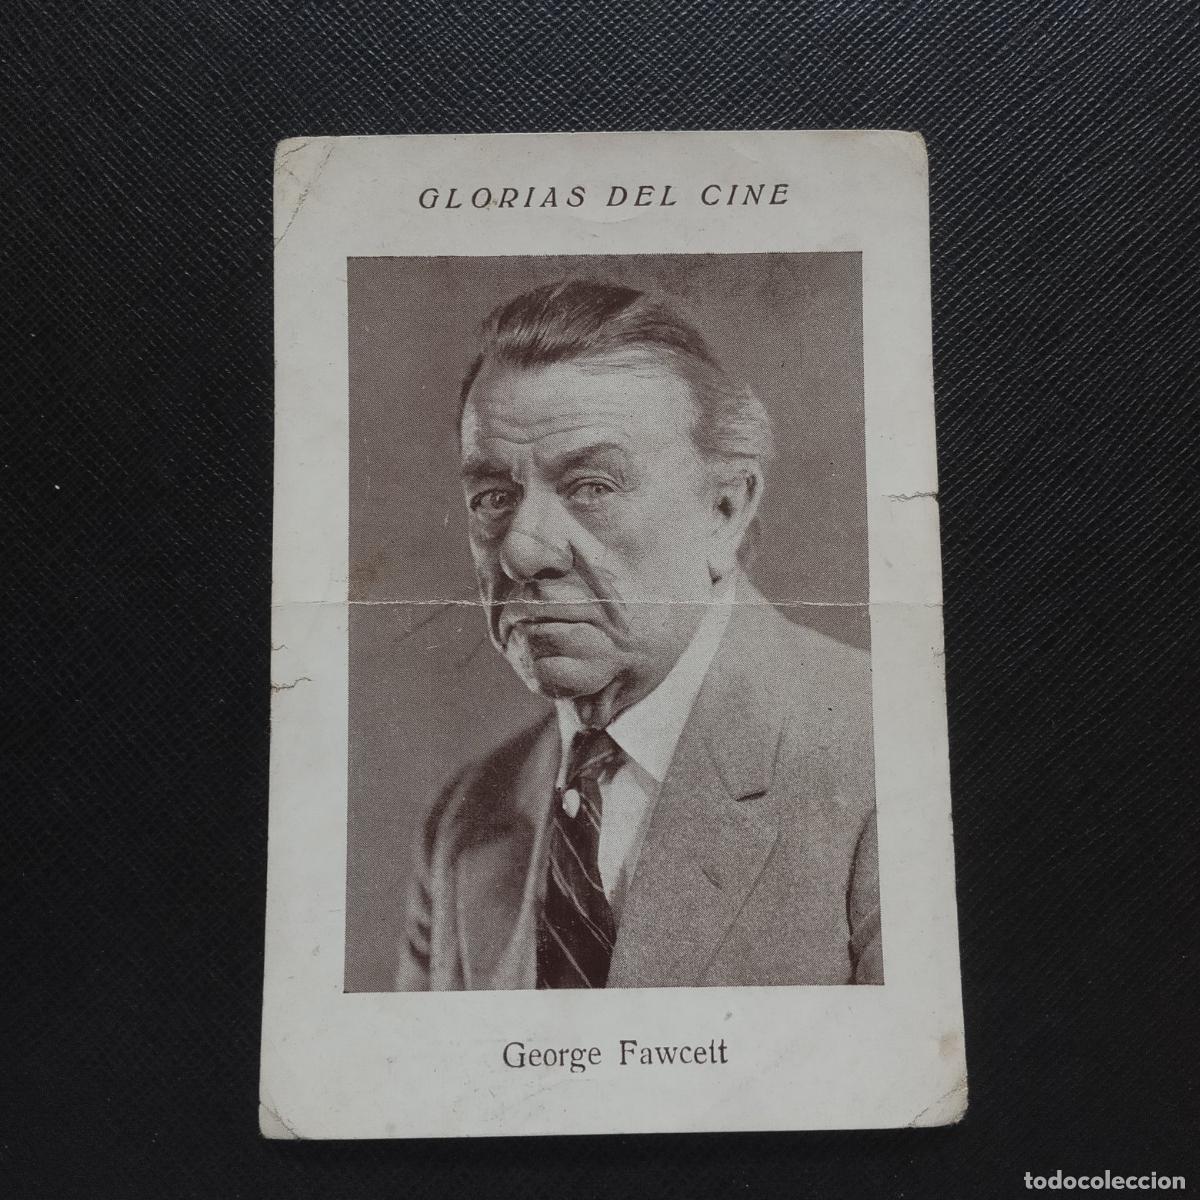 GLORIAS DEL CINE
George Fawcett
todocoleccion